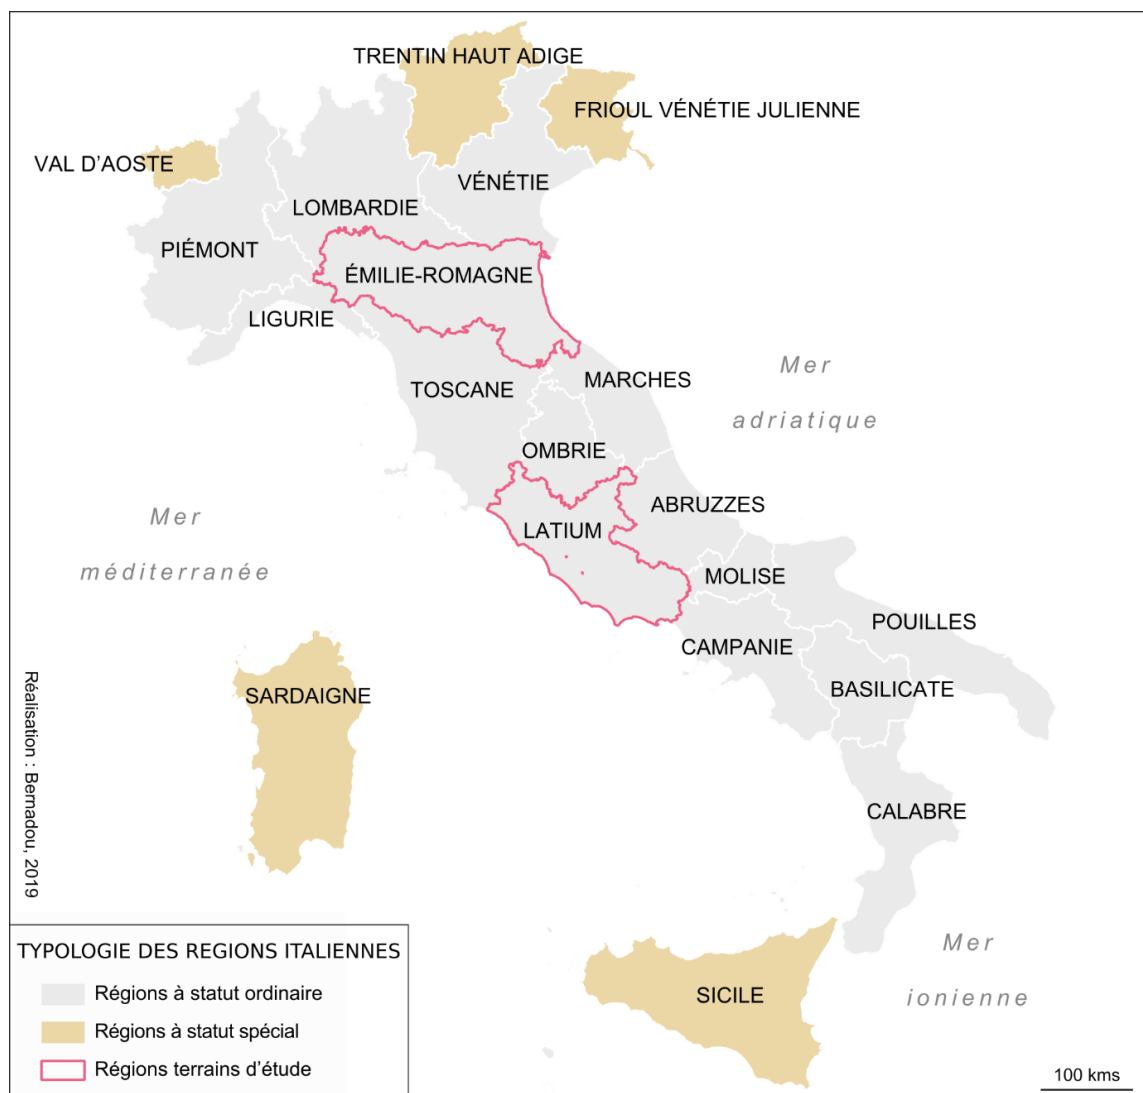 TRENTIN HAUT ADIGE
FRIOUL VÉNÉTIE JULIENNE
VAL D'AOSTE
VÉNÉTIE
LOMBARDIE
PIÉMONT
ÉMILIE-ROMAGNE
LIGURIE
Mer
adriatique
MARCHES
TOSCANE
OMBRIE
ABRUZZES
Mer
méditerranée
LATIUM
MOLISE
POUILLES
CAMPANIE
BASILICATE
SARDAIGNE
Réalisation : Bernadou, 2019
CALABRE
Mer
ionienne
SICILE
TYPOLOGIE DES REGIONS ITALIENNES
Régions à statut ordinaire
Régions à statut spécial
Régions terrains d'étude
100 kms